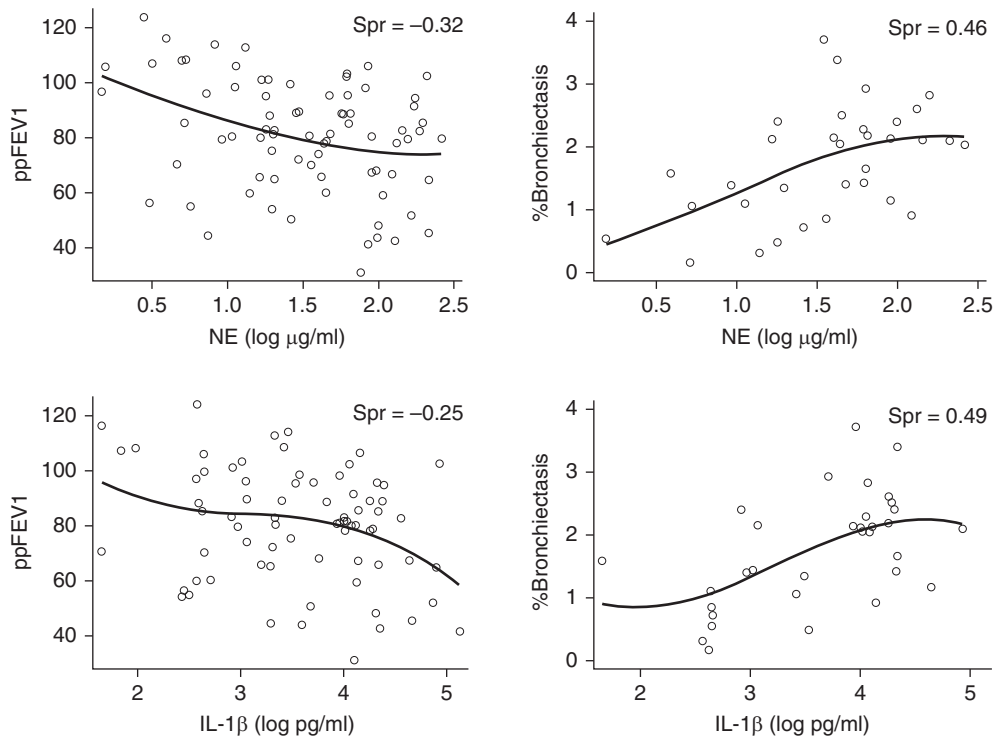 Spr = –0.32
120
100
80
60
40
ppFEV1
0.5 1.0 1.5 2.0 2.5
NE (log μg/ml)
Spr = 0.46
4
3
2
1
0
%Bronchiectasis
0.5 1.0 1.5 2.0 2.5
NE (log μg/ml)
Spr = –0.25
120
100
80
60
40
ppFEV1
2 3 4 5
IL-1β (log pg/ml)
Spr = 0.49
4
3
2
1
0
%Bronchiectasis
2 3 4 5
IL-1β (log pg/ml)